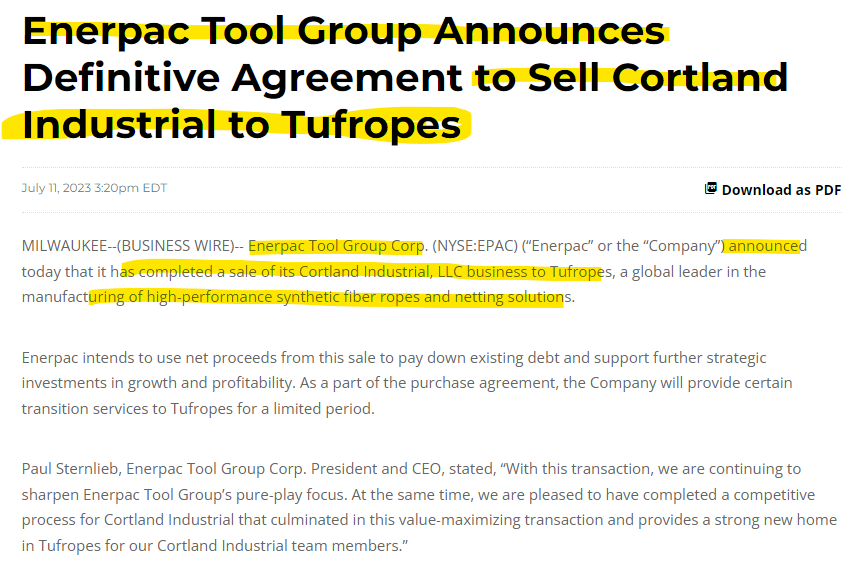 Enerpac Tool Group Announces
Definitive Agreement to Sell Cortland
Industrial to Tufropes
July 11, 2023 3:20pm EDT
Download as PDF
MILWAUKEE--(BUSINESS WIRE)-- Enerpac Tool Group Corp. (NYSE:EPAC) (“Enerpac” or the “Company”) announced
today that it has completed a sale of its Cortland Industrial, LLC business to Tufropes, a global leader in the
manufacturing of high-performance synthetic fiber ropes and netting solutions.
Enerpac intends to use net proceeds from this sale to pay down existing debt and support further strategic
investments in growth and profitability. As a part of the purchase agreement, the Company will provide certain
transition services to Tufropes for a limited period.
Paul Sternlieb, Enerpac Tool Group Corp. President and CEO, stated, “With this transaction, we are continuing to
sharpen Enerpac Tool Group’s pure-play focus. At the same time, we are pleased to have completed a competitive
process for Cortland Industrial that culminated in this value-maximizing transaction and provides a strong new home
in Tufropes for our Cortland Industrial team members.”